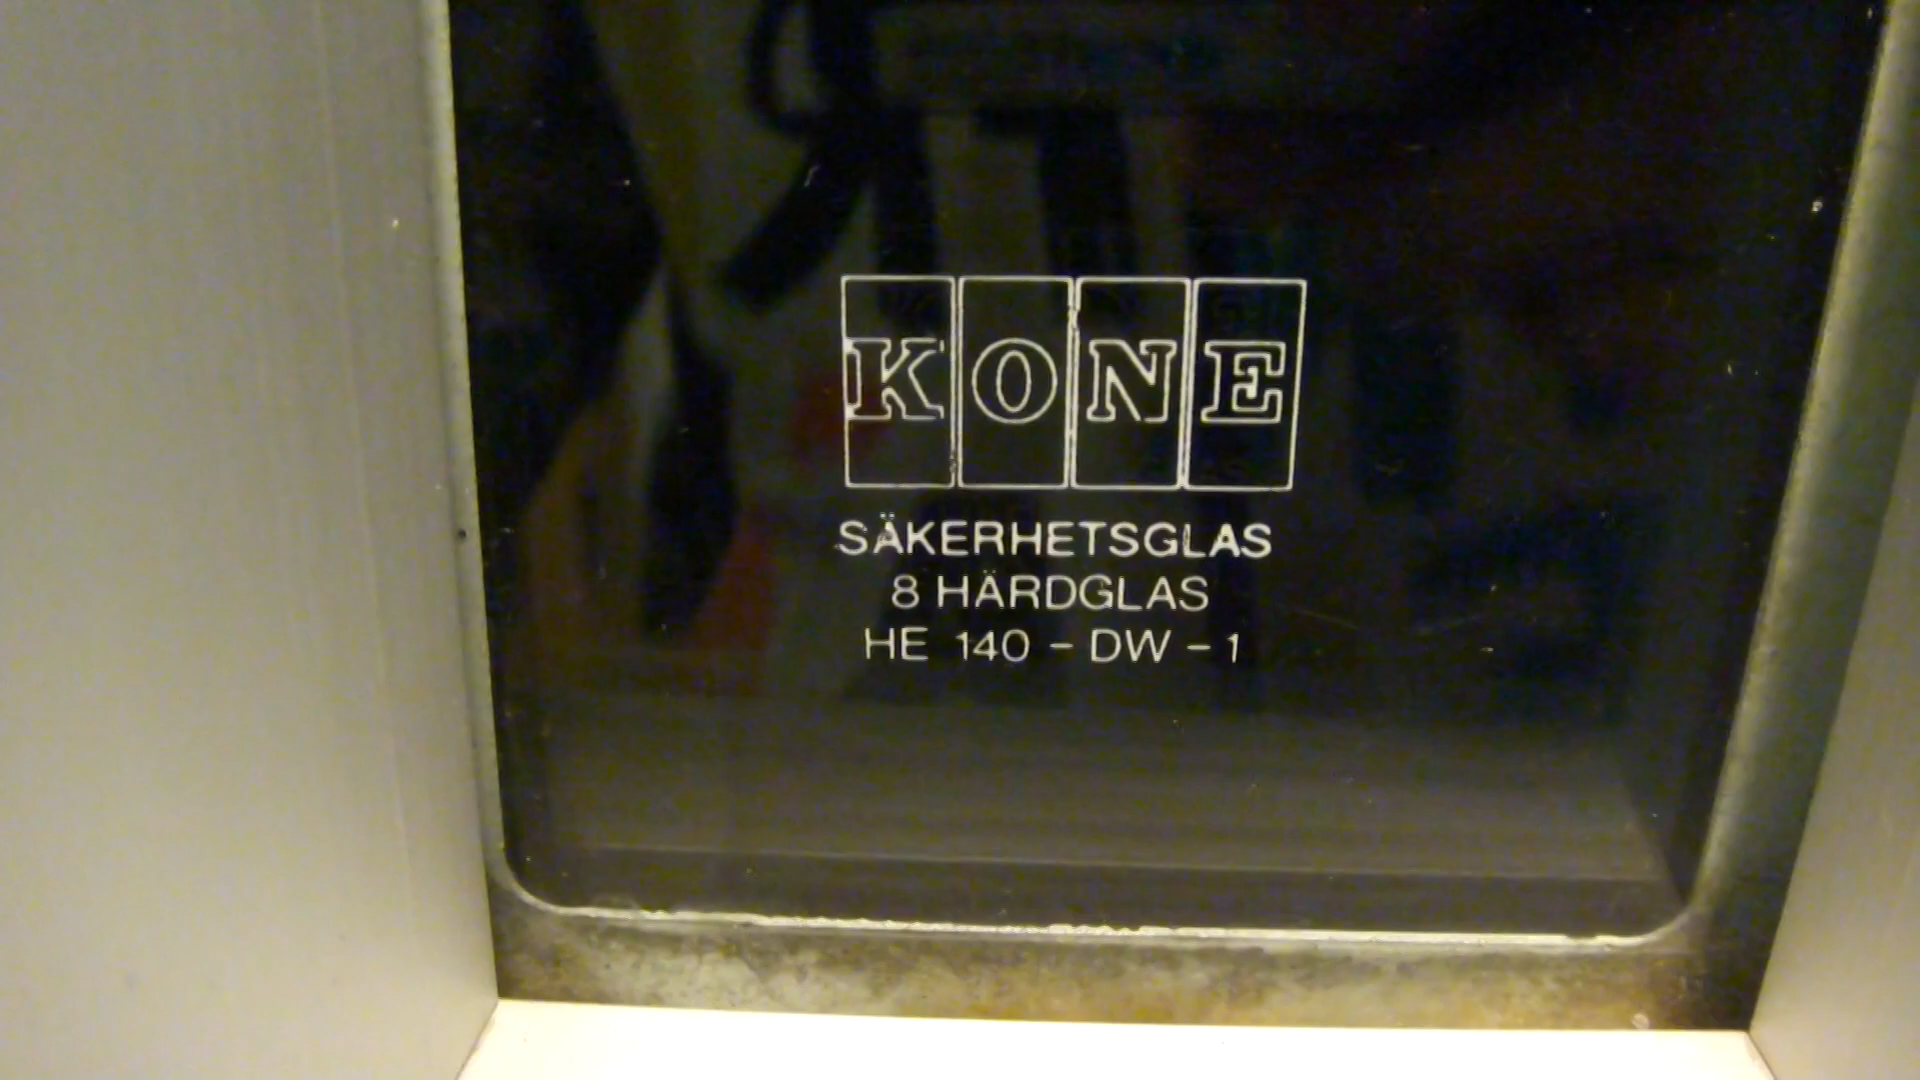 KONE
SÄKERHETSGLAS
8 HÄRDGLAS
HE 140 - DW - 1